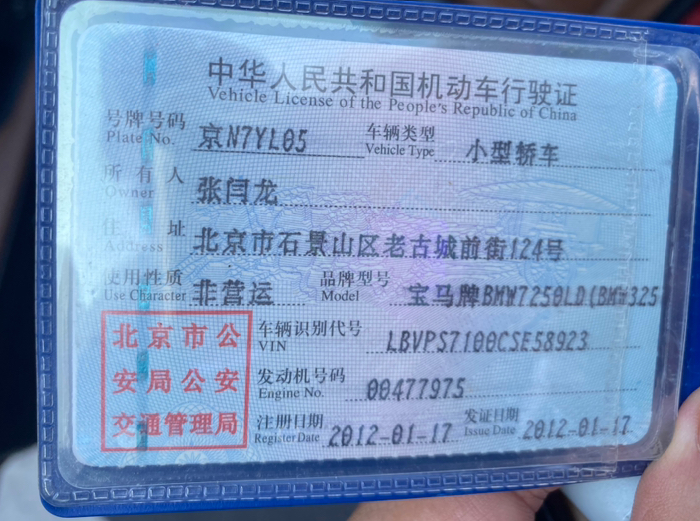 中华人民共和国机动车行驶证
Vehicle License of the People's Republic of China
号牌号码 京N7YL05 车辆类型 小型轿车
Plate No. Vehicle Type
所有人 张闫龙
Owner
住址 北京市石景山区老古城前街124号
Address
使用性质 非营运 品牌型号 宝马牌BMW7250LD(BMW325
Use Character Model
北京市公
安局公安
交通管理局
车辆识别代号 LBVPS7100CSE58923
VIN
发动机号码 00477975
Engine No.
注册日期 2012-01-17 发证日期 2012-01-17
Register Date Issue Date